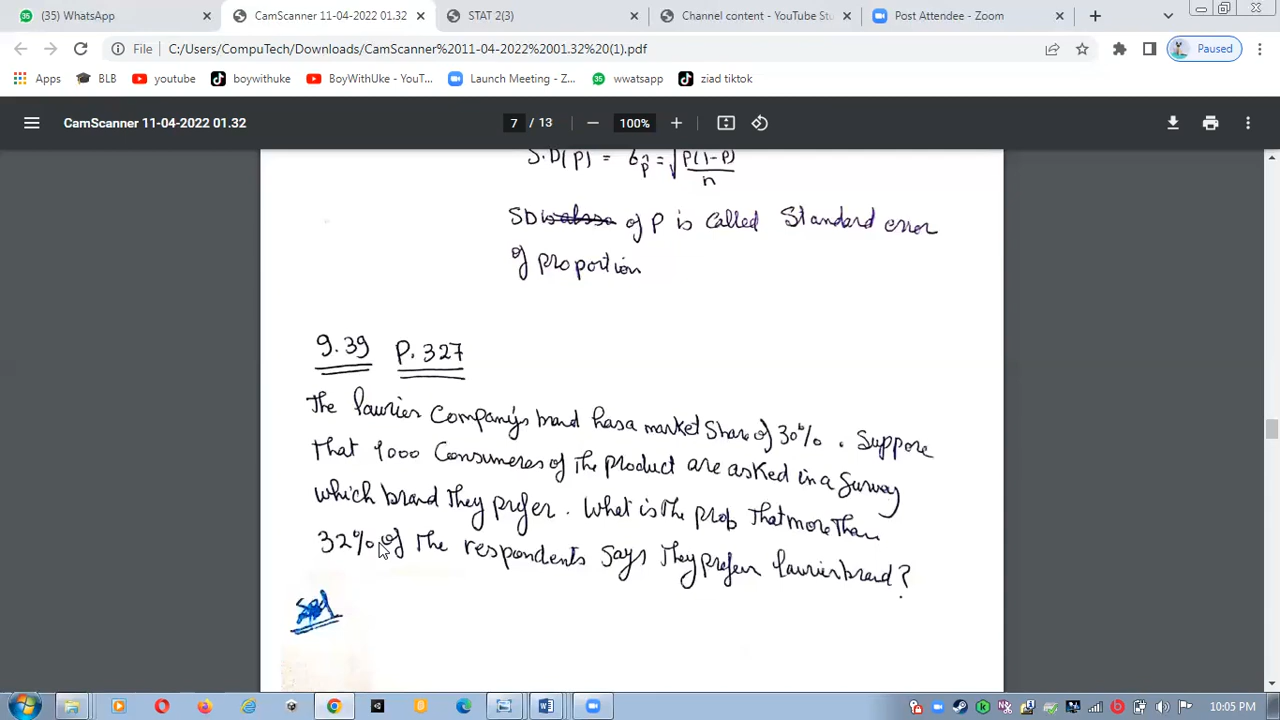 (35) WhatsApp
CamScanner 11-04-2022 01.32
STAT 2(3)
Channel content - YouTube Stu
Post Attendee - Zoom
File
C:/Users/CompuTech/Downloads/CamScanner%2011-04-2022%2001.32%20(1).pdf
Paused
Apps
BLB
youtube
boywithuke
BoyWithUke - YouT...
Launch Meeting - Z...
wwatsapp
ziad tiktok
CamScanner 11-04-2022 01.32
7 / 13
100%
S.D(p̂) = σp̂ = √P(1-P)/n
SD of P is called Standard error
of proportion
9.39 P.327
The laurier Company's brand has a market Share of 30%. Suppose
That 1000 Consumeres of The product are asked in a Survey
which brand They prefer. What is The prob That more Than
32% of The respondents Says They prefer laurier brand?
Sol
10:05 PM